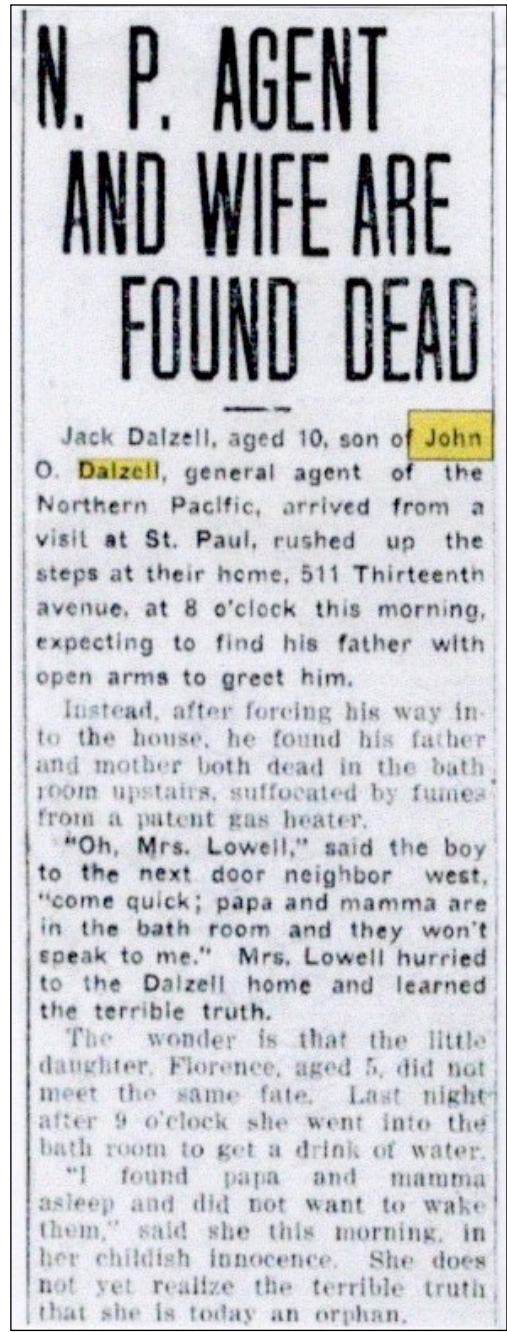 N. P. AGENT
AND WIFE ARE
FOUND DEAD
Jack Dalzell, aged 10, son of John
O. Dalzell, general agent of the
Northern Pacific, arrived from a
visit at St. Paul, rushed up the
steps at their home, 511 Thirteenth
avenue, at 8 o'clock this morning,
expecting to find his father with
open arms to greet him.
Instead, after forcing his way in-
to the house, he found his father
and mother both dead in the bath
room upstairs, suffocated by fumes
from a patent gas heater.
"Oh, Mrs. Lowell," said the boy
to the next door neighbor west,
"come quick; papa and mamma are
in the bath room and they won't
speak to me." Mrs. Lowell hurried
to the Dalzell home and learned
the terrible truth.
The wonder is that the little
daughter, Florence, aged 5, did not
meet the same fate. Last night
after 9 o'clock she went into the
bath room to get a drink of water.
"I found papa and mamma
asleep and did not want to wake
them," said she this morning, in
her childish innocence. She does
not yet realize the terrible truth
that she is today an orphan.